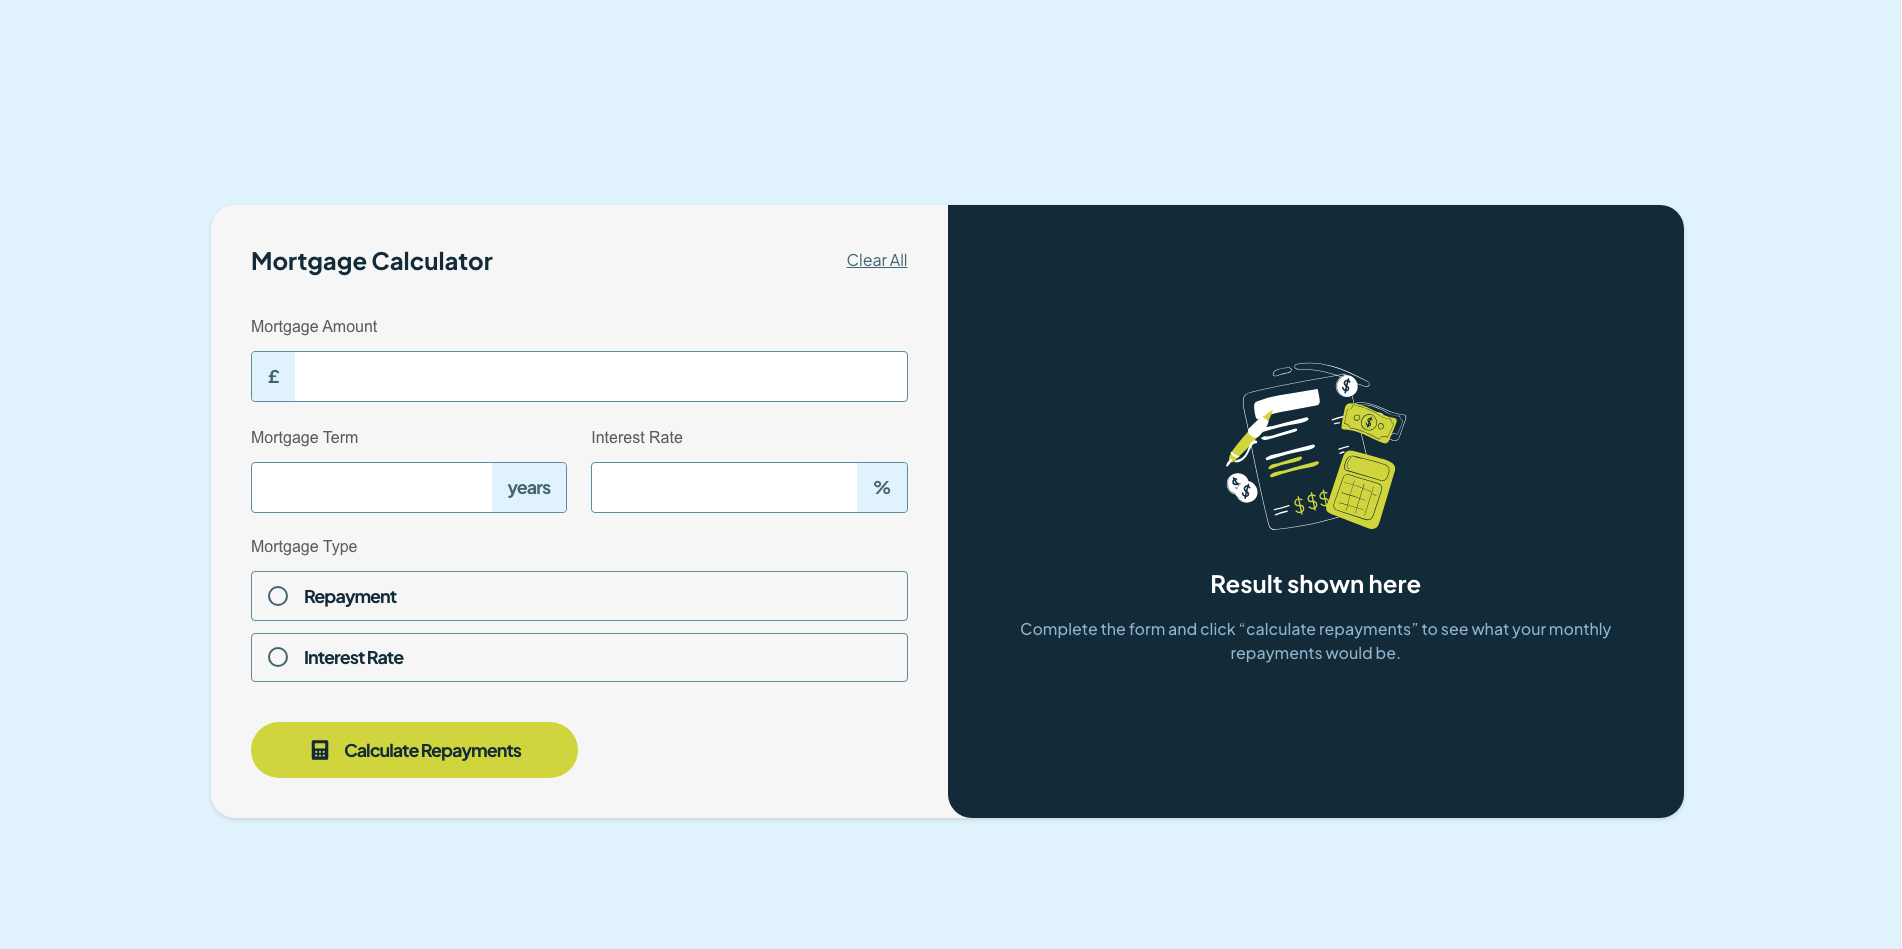 Mortgage Calculator
Clear All
Mortgage Amount
£
Mortgage Term
Interest Rate
years
%
Mortgage Type
Repayment
Interest Rate
Calculate Repayments
$
$
$
$
$$$
Result shown here
Complete the form and click “calculate repayments” to see what your monthly
repayments would be.